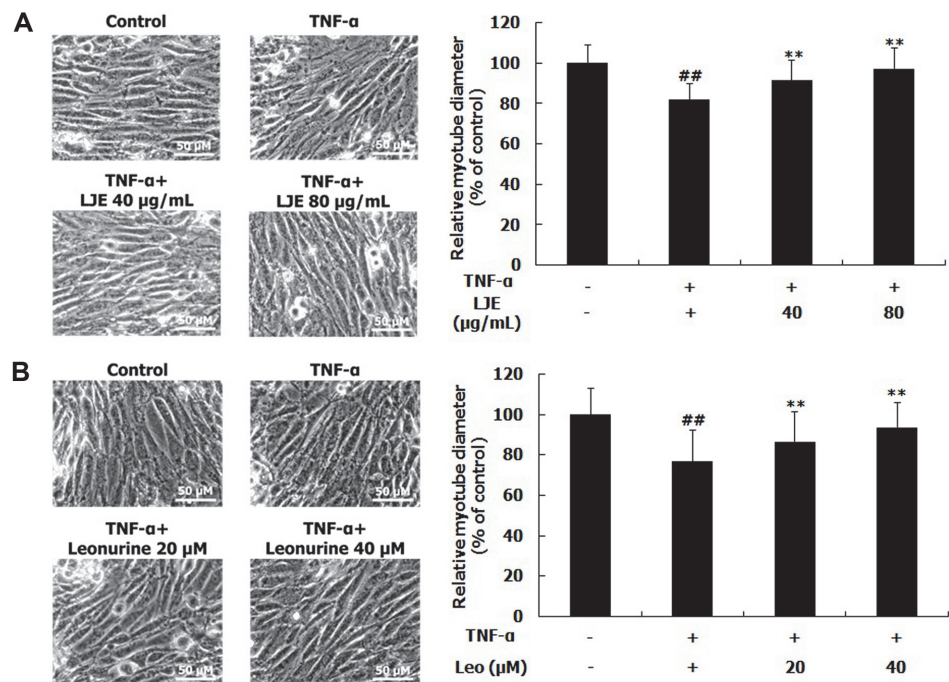 A
Control
TNF-α
50 µM
50 µM
TNF-α+
LJE 40 µg/mL
TNF-α+
LJE 80 µg/mL
50 µM
50 µM
Relative myotube diameter
(% of control)
120
100
80
60
40
20
0
##
**
**
TNF-α - + + +
LJE
(µg/mL) - + 40 80
B
Control
TNF-α
50 µM
50 µM
TNF-α+
Leonurine 20 µM
TNF-α+
Leonurine 40 µM
50 µM
50 µM
Relative myotube diameter
(% of control)
120
100
80
60
40
20
0
##
**
**
TNF-α - + + +
Leo (µM) - + 20 40